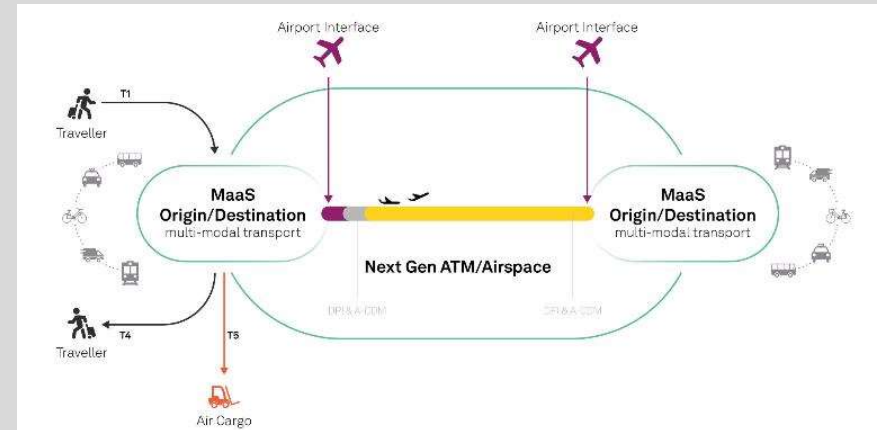 Airport Interface
Airport Interface
T1
Traveller
MaaS
Origin/Destination
multi-modal transport
MaaS
Origin/Destination
multi-modal transport
Next Gen ATM/Airspace
DPI & A-CDM
DPI & A-CDM
T4
T5
Traveller
Air Cargo